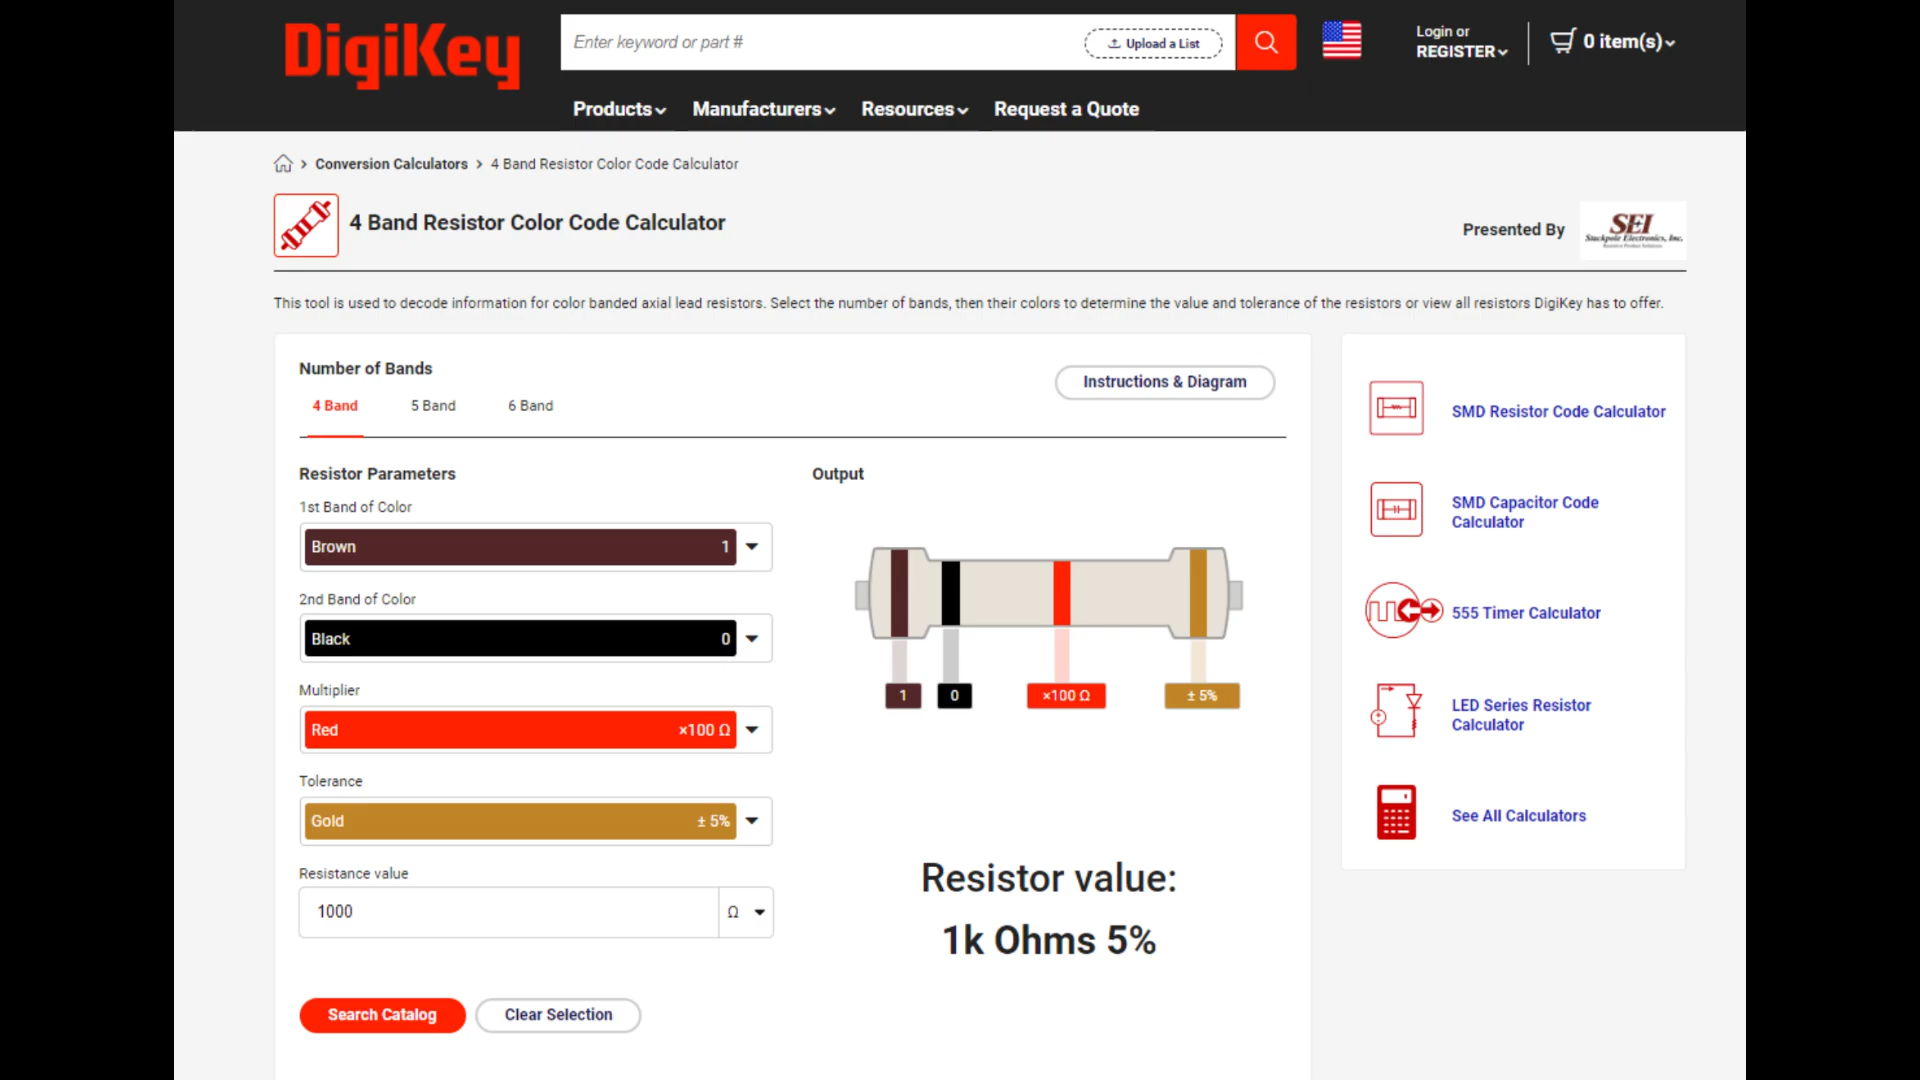 DigiKey
Enter keyword or part #
Upload a List
Login or
REGISTER
0 item(s)
Products
Manufacturers
Resources
Request a Quote
Conversion Calculators
4 Band Resistor Color Code Calculator
4 Band Resistor Color Code Calculator
Presented By
SEI
Stackpole Electronics, Inc.
This tool is used to decode information for color banded axial lead resistors. Select the number of bands, then their colors to determine the value and tolerance of the resistors or view all resistors DigiKey has to offer.
Number of Bands
Instructions & Diagram
4 Band
5 Band
6 Band
Resistor Parameters
1st Band of Color
Brown 1
2nd Band of Color
Black 0
Multiplier
Red ×100 Ω
Tolerance
Gold ± 5%
Resistance value
1000 Ω
Search Catalog
Clear Selection
Output
1
0
×100 Ω
± 5%
Resistor value:
1k Ohms 5%
SMD Resistor Code Calculator
SMD Capacitor Code
Calculator
555 Timer Calculator
LED Series Resistor
Calculator
See All Calculators